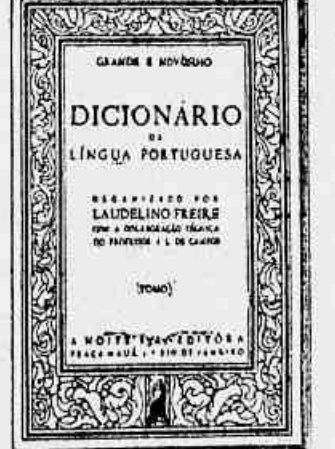 GRANDE E NOVÍSSIMO
DICIONÁRIO
DA
LÍNGUA PORTUGUESA
ORGANIZADO POR
LAUDELINO FREIRE
COM A COLABORAÇÃO TÉCNICA
DO PROFESSOR J. L. DE CAMPOS
(TOMO)
A NOITE EDITÔRA
PRAÇA MAUÁ, 7 RIO DE JANEIRO